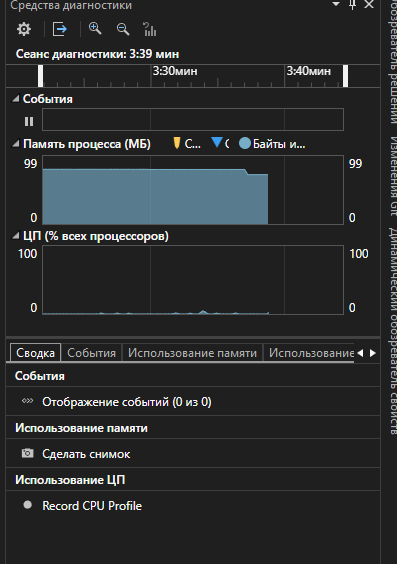 Средства диагностики
Сеанс диагностики: 3:39 мин
3:30мин
3:40мин
События
Память процесса (МБ)
С...
Байты и...
99
99
0
0
ЦП (% всех процессоров)
100
100
0
0
Сводка
События
Использование памяти
Использование
События
Отображение событий (0 из 0)
Использование памяти
Сделать снимок
Использование ЦП
Record CPU Profile
Обозреватель решений
Изменения Git
Динамический обозреватель свойств